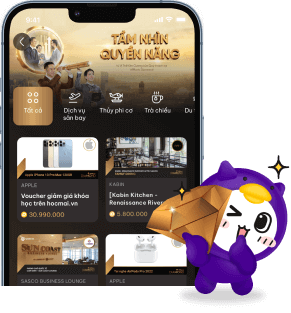 9:41
TẦM NHÌN
QUYỀN NĂNG
Tất cả
Dịch vụ
sân bay
Thủy phi cơ
Trà chiều
Du
APPLE
Voucher giảm giá khóa
học trên hocmai.vn
30.990.000
KABIN
[Kabin Kitchen -
Renaissance River
5.800.000
SASCO BUSINESS LOUNGE
APPLE